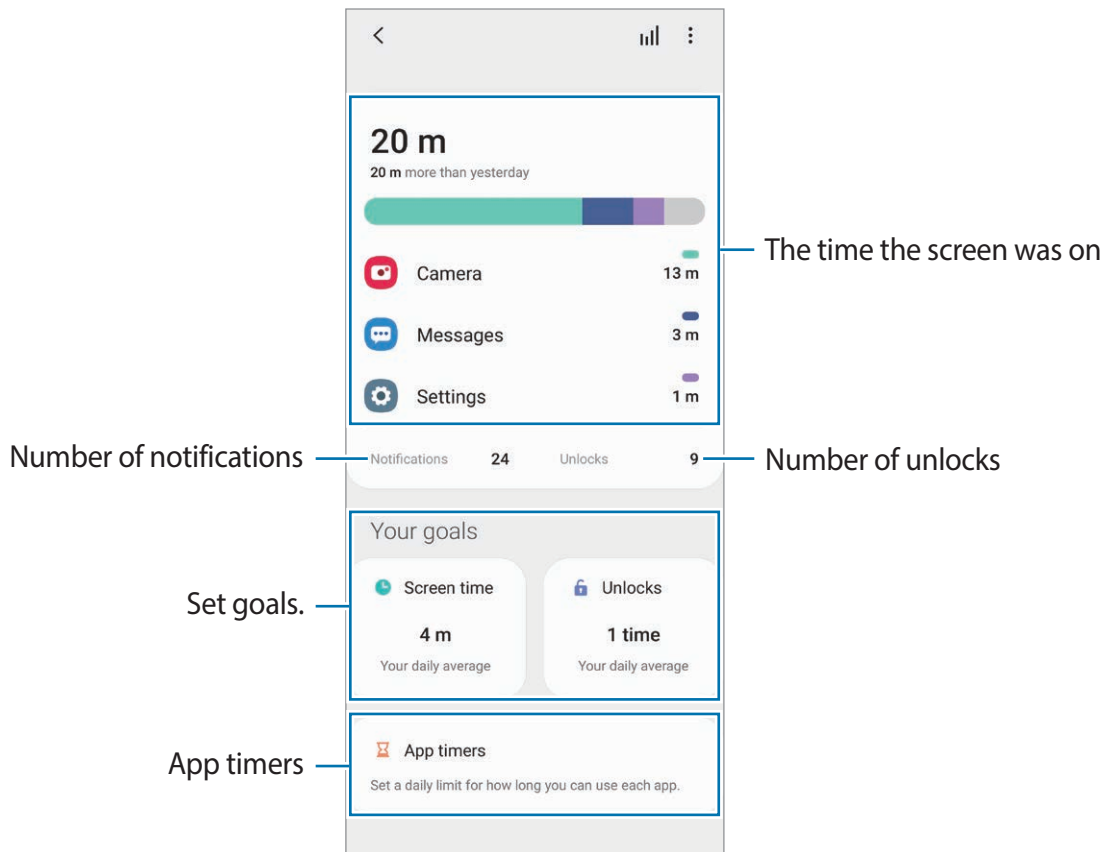 20 m
20 m more than yesterday
The time the screen was on
Camera
13 m
Messages
3 m
Settings
1 m
Number of notifications
Notifications 24 Unlocks 9
Number of unlocks
Your goals
Set goals.
Screen time
4 m
Your daily average
Unlocks
1 time
Your daily average
App timers
App timers
Set a daily limit for how long you can use each app.